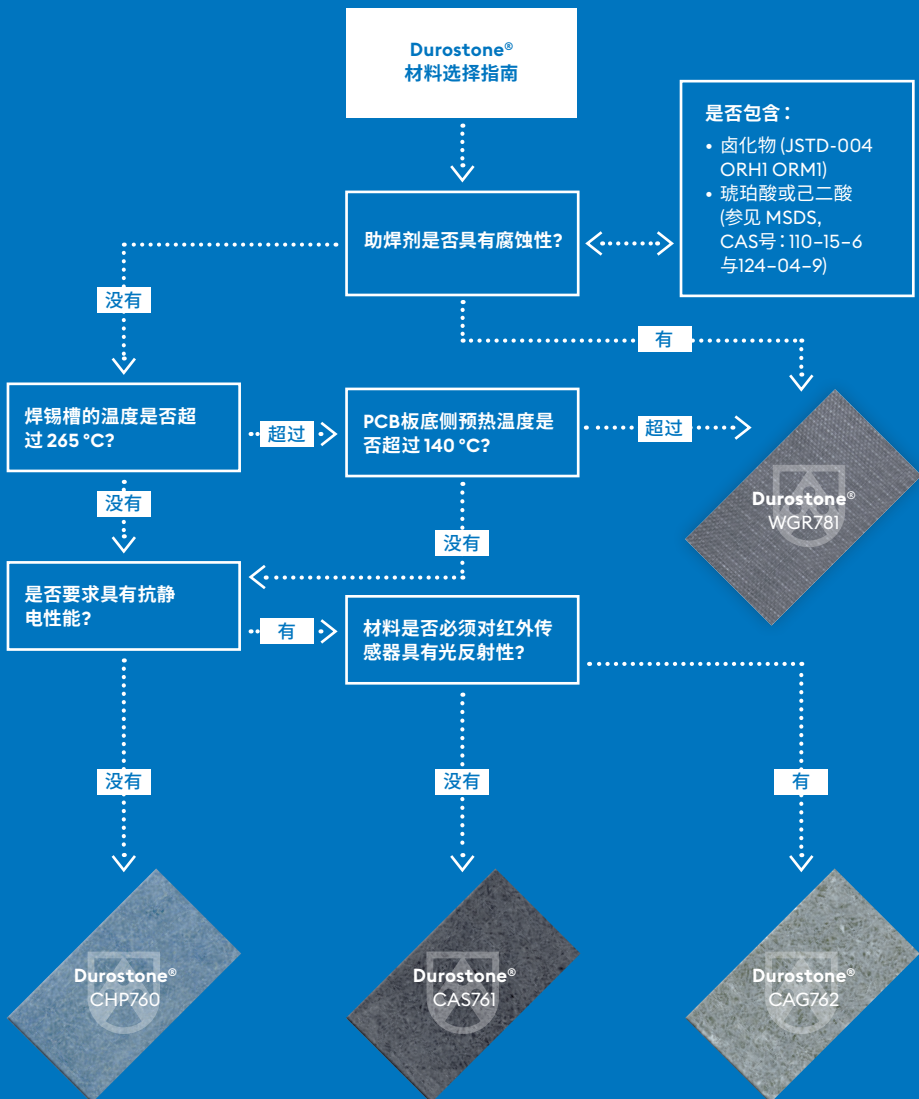 Durostone®
材料选择指南
是否包含：
• 卤化物 (JSTD-004
ORH1 ORM1)
• 琥珀酸或己二酸
(参见 MSDS,
CAS号：110-15-6
与124-04-9)
助焊剂是否具有腐蚀性?
没有
有
焊锡槽的温度是否超
过 265 °C?
超过
PCB板底侧预热温度是
否超过 140 °C?
超过
Durostone®
WGR781
没有
没有
是否要求具有抗静
电性能?
有
材料是否必须对红外传
感器具有光反射性?
没有
没有
有
Durostone®
CHP760
Durostone®
CAS761
Durostone®
CAG762